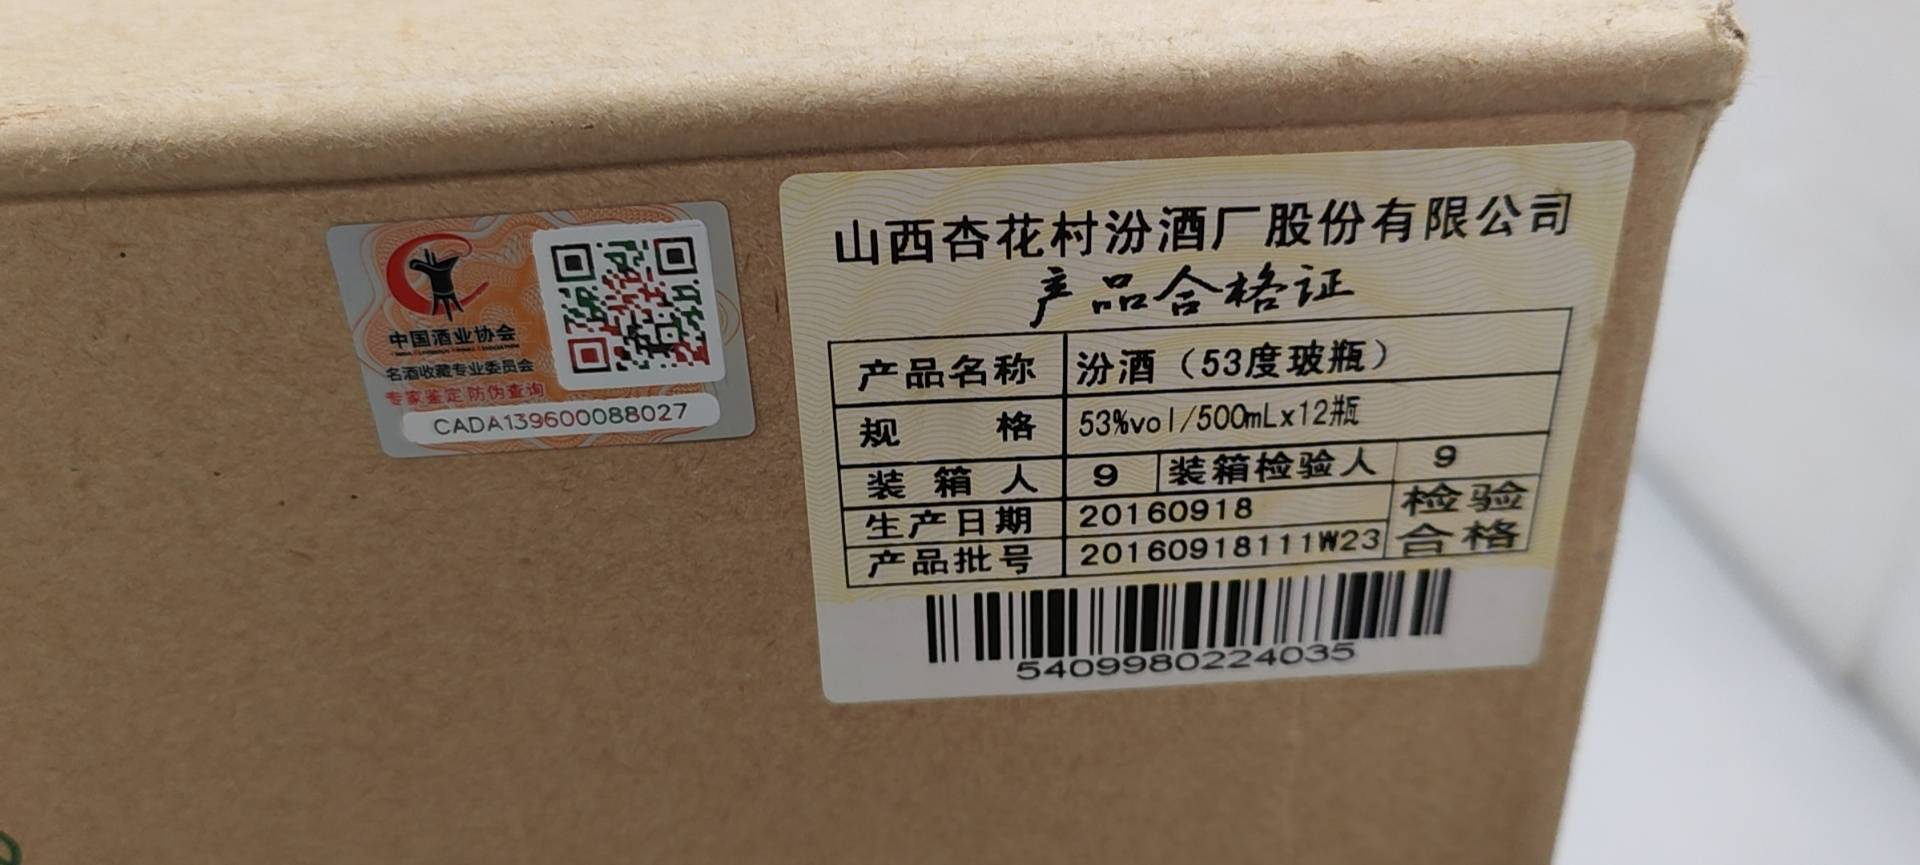 中国酒业协会
名酒收藏专业委员会
专家鉴定 防伪查询
CADA139600088027
山西杏花村汾酒厂股份有限公司
产品合格证
产品名称 汾酒（53度玻瓶）
规 格 53%vol/500mLx12瓶
装箱人 9 装箱检验人 9
生产日期 20160918 检验
产品批号 20160918111W23 合格
5409980224035